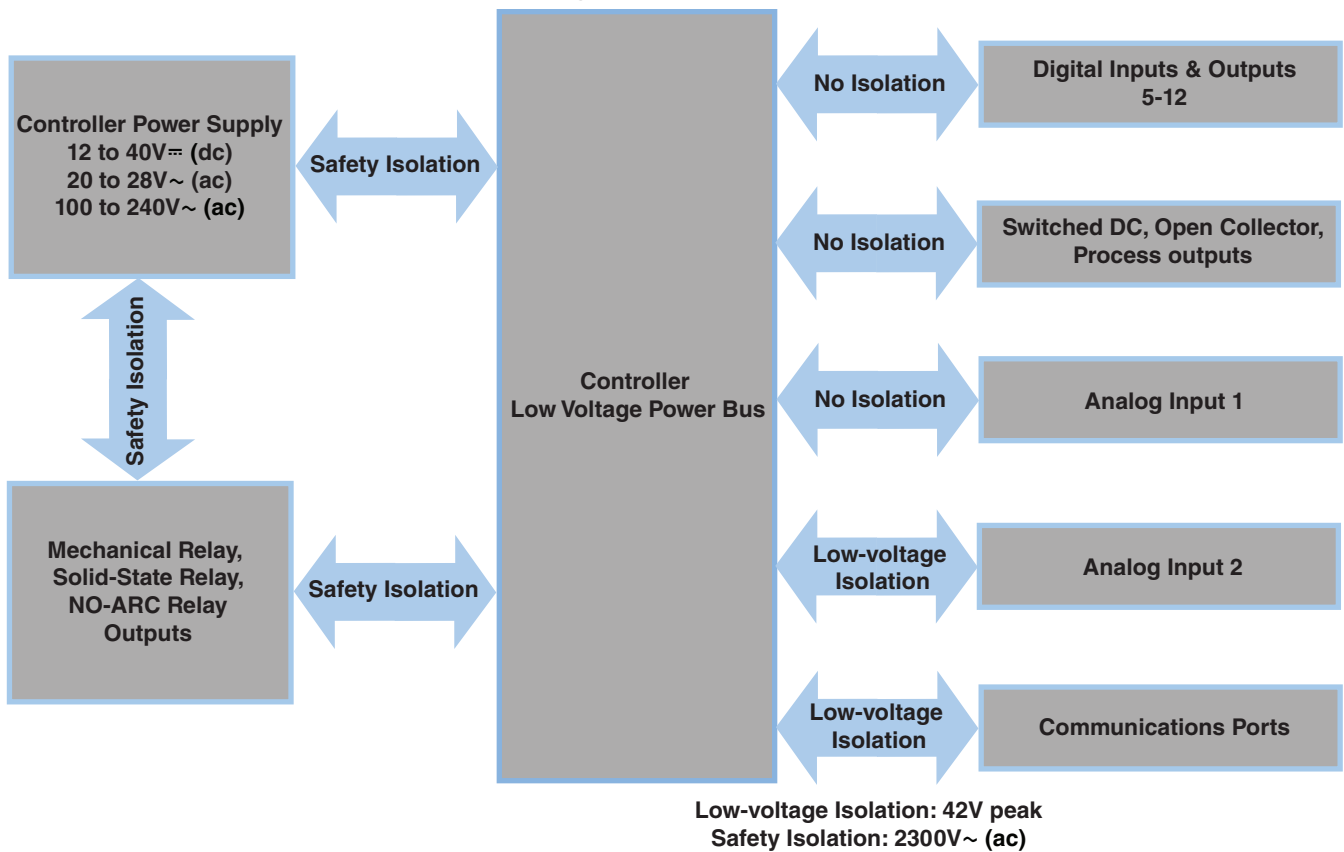 Controller Power Supply
12 to 40V⎓ (dc)
20 to 28V~ (ac)
100 to 240V~ (ac)
Safety Isolation
Safety Isolation
Mechanical Relay,
Solid-State Relay,
NO-ARC Relay
Outputs
Safety Isolation
Controller
Low Voltage Power Bus
No Isolation
Digital Inputs & Outputs
5-12
No Isolation
Switched DC, Open Collector,
Process outputs
No Isolation
Analog Input 1
Low-voltage
Isolation
Analog Input 2
Low-voltage
Isolation
Communications Ports
Low-voltage Isolation: 42V peak
Safety Isolation: 2300V~ (ac)